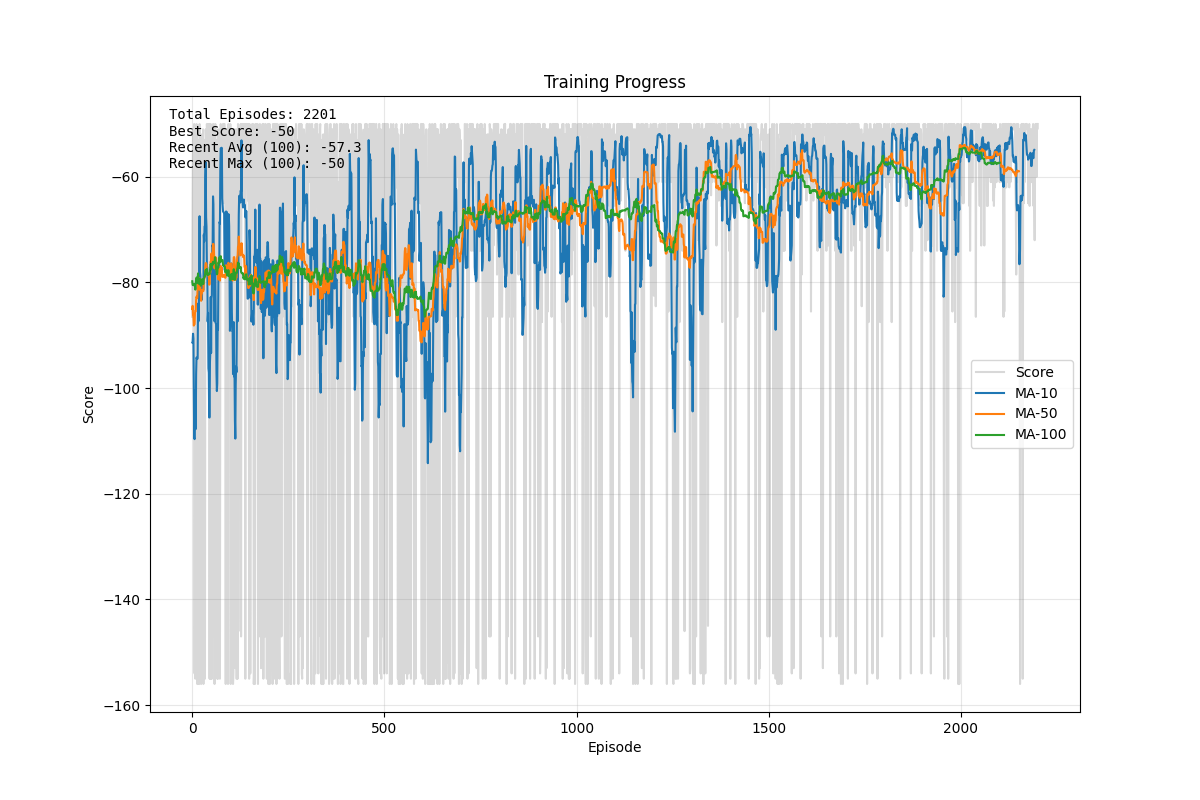 Training Progress
Total Episodes: 2201
Best Score: -50
Recent Avg (100): -57.3
Recent Max (100): -50
Score
−60
−80
−100
−120
−140
−160
Score
MA-10
MA-50
MA-100
0
500
1000
1500
2000
Episode